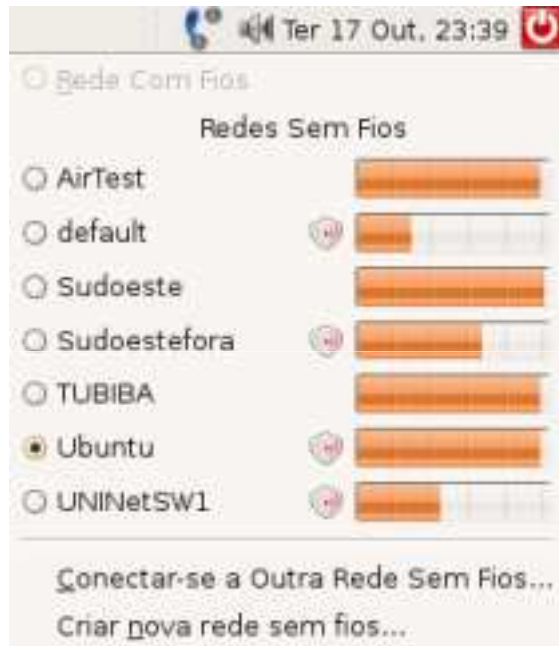 Ter 17 Out, 23:39
Rede Com Fios
Redes Sem Fios
AirTest
default
Sudoeste
Sudoestefora
TUBIBA
Ubuntu
UNINetSW1
Conectar-se a Outra Rede Sem Fios...
Criar nova rede sem fios...